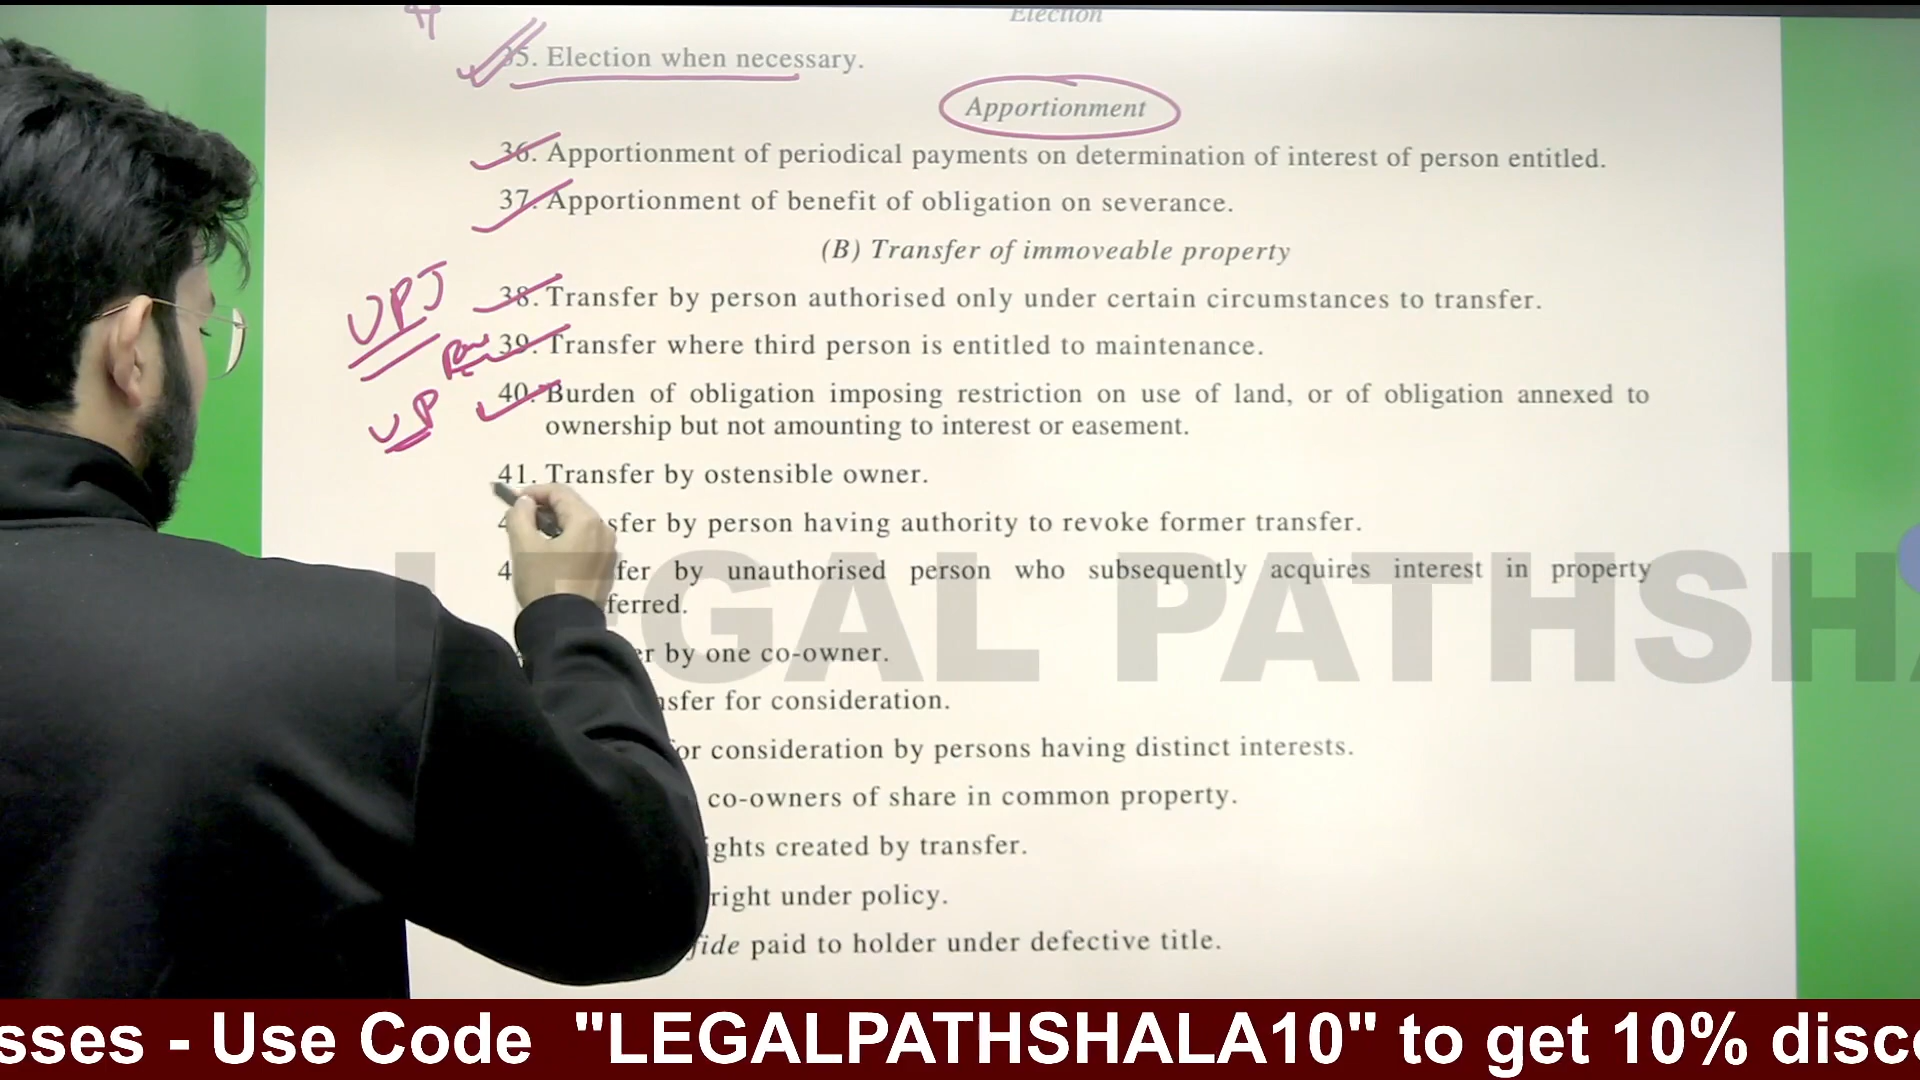 Election
35. Election when necessary.
Apportionment
36. Apportionment of periodical payments on determination of interest of person entitled.
37. Apportionment of benefit of obligation on severance.
(B) Transfer of immoveable property
UPJ
38. Transfer by person authorised only under certain circumstances to transfer.
39. Transfer where third person is entitled to maintenance.
UP
40. Burden of obligation imposing restriction on use of land, or of obligation annexed to
ownership but not amounting to interest or easement.
41. Transfer by ostensible owner.
4 sfer by person having authority to revoke former transfer.
4 fer by unauthorised person who subsequently acquires interest in property
ferred.
r by one co-owner.
sfer for consideration.
or consideration by persons having distinct interests.
co-owners of share in common property.
ights created by transfer.
right under policy.
fide paid to holder under defective title.
LEGAL PATHSHA
sses - Use Code "LEGALPATHSHALA10" to get 10% disco